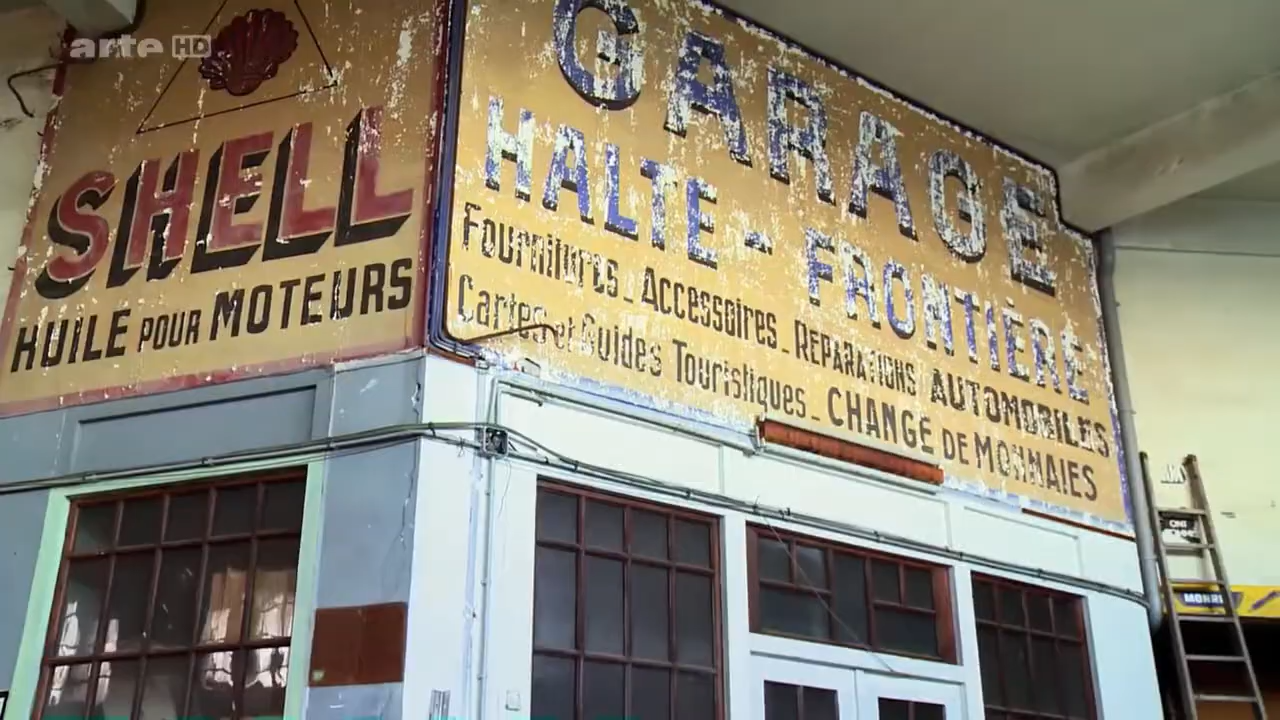 arte HD
SHELL
HUILE POUR MOTEURS
GARAGE
HALTE - FRONTIÈRE
Fournitures - Accessoires - REPARATIONS AUTOMOBILES
Cartes et Guides Touristiques - CHANGE DE MONNAIES